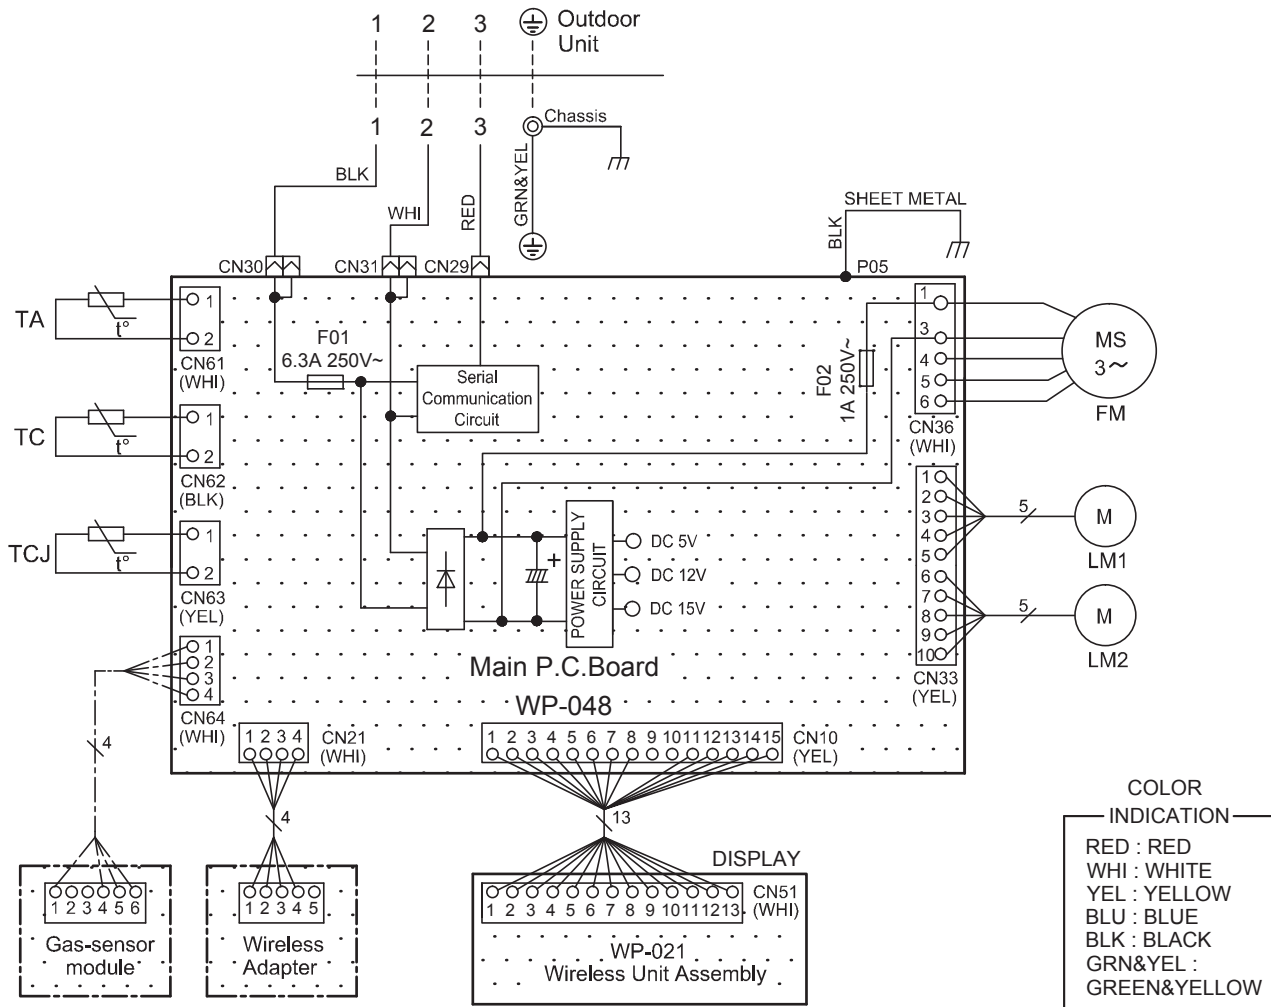 1 2 3 Outdoor
Unit
1 2 3 Chassis
BLK
WHI
RED
GRN&YEL
SHEET METAL
BLK
CN30 CN31 CN29 P05
TA
t°
1
2
CN61
(WHI)
F01
6.3A 250V~
Serial
Communication
Circuit
F02
1A 250V~
1
3
4
5
6
CN36
(WHI)
MS
3~
FM
TC
t°
1
2
CN62
(BLK)
TCJ
t°
1
2
CN63
(YEL)
+
POWER SUPPLY
CIRCUIT
DC 5V
DC 12V
DC 15V
1
2
3
4
5
6
7
8
9
10
CN33
(YEL)
5
M
LM1
5
M
LM2
1
2
3
4
CN64
(WHI)
4
Main P.C.Board
WP-048
1 2 3 4 CN21
(WHI)
4
1 2 3 4 5 6 7 8 9 10 11 12 13 14 15 CN10
(YEL)
13
1 2 3 4 5 6
Gas-sensor
module
1 2 3 4 5
Wireless
Adapter
DISPLAY
CN51
1 2 3 4 5 6 7 8 9 10 11 12 13 (WHI)
WP-021
Wireless Unit Assembly
COLOR
INDICATION
RED : RED
WHI : WHITE
YEL : YELLOW
BLU : BLUE
BLK : BLACK
GRN&YEL :
GREEN&YELLOW